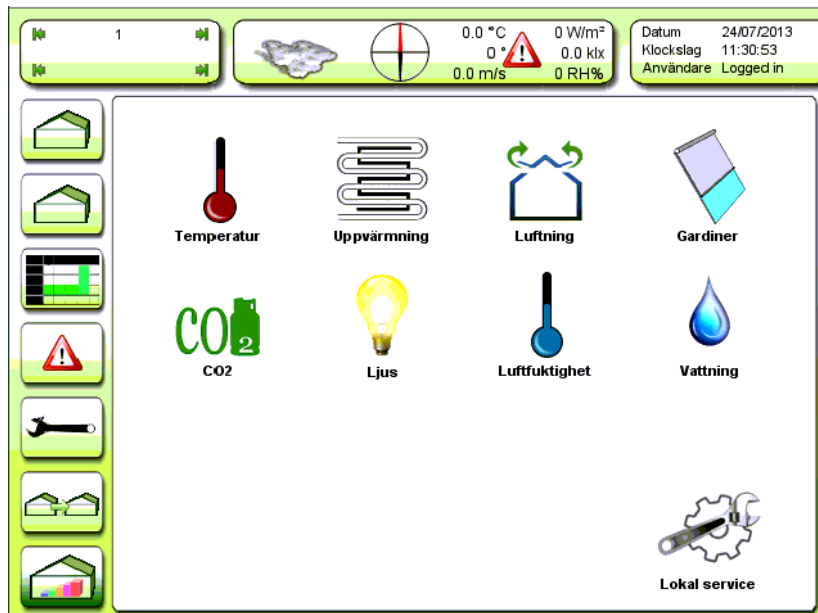 1
0.0 °C 0 W/m²
0 ° 0.0 klx
0.0 m/s 0 RH%
Datum 24/07/2013
Klockslag 11:30:53
Användare Logged in
Temperatur Uppvärmning Luftning Gardiner
CO2
CO2 Ljus Luftfuktighet Vattning
Lokal service